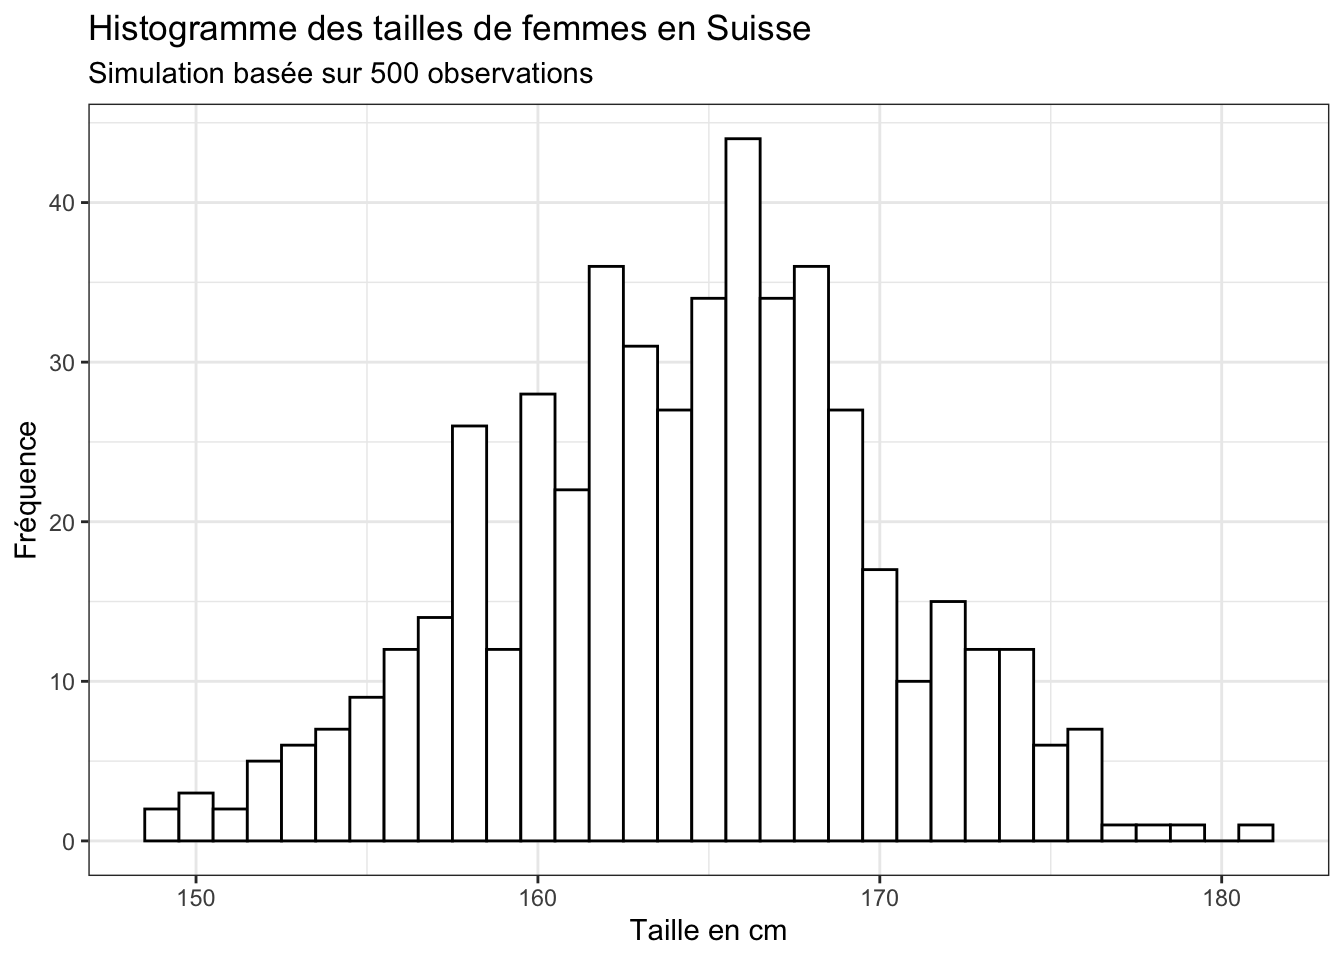 Histogramme des tailles de femmes en Suisse
Simulation basée sur 500 observations
Fréquence
40
30
20
10
0
150 160 170 180
Taille en cm